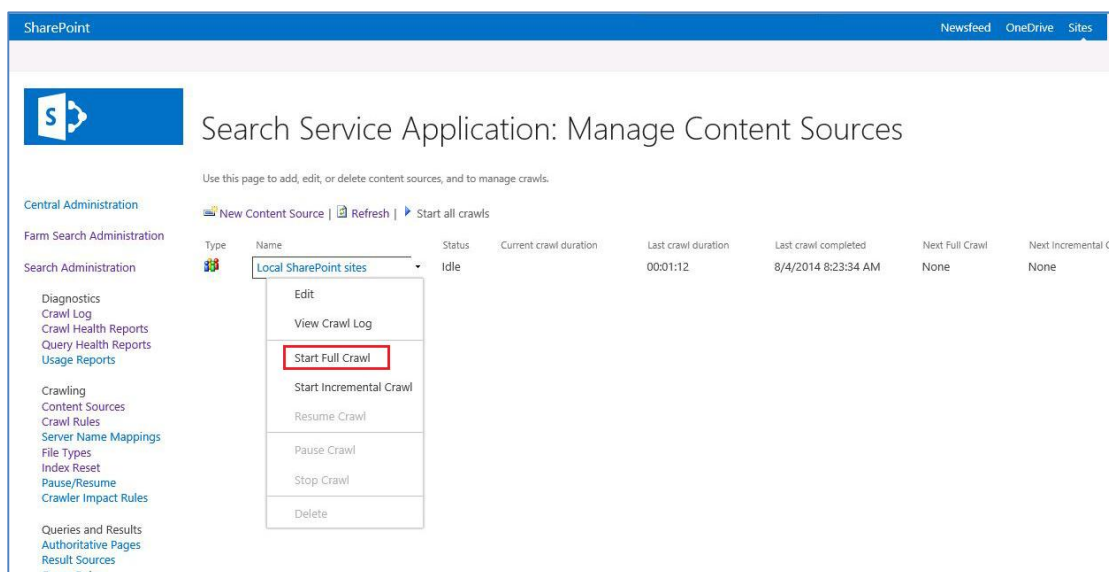 SharePoint
Newsfeed OneDrive Sites
S
Search Service Application: Manage Content Sources
Use this page to add, edit, or delete content sources, and to manage crawls.
Central Administration
Farm Search Administration
Search Administration
Diagnostics
Crawl Log
Crawl Health Reports
Query Health Reports
Usage Reports
Crawling
Content Sources
Crawl Rules
Server Name Mappings
File Types
Index Reset
Pause/Resume
Crawler Impact Rules
Queries and Results
Authoritative Pages
Result Sources
New Content Source | Refresh | Start all crawls
Type Name Status Current crawl duration Last crawl duration Last crawl completed Next Full Crawl Next Incremental
Local SharePoint sites Idle 00:01:12 8/4/2014 8:23:34 AM None None
Edit
View Crawl Log
Start Full Crawl
Start Incremental Crawl
Resume Crawl
Pause Crawl
Stop Crawl
Delete